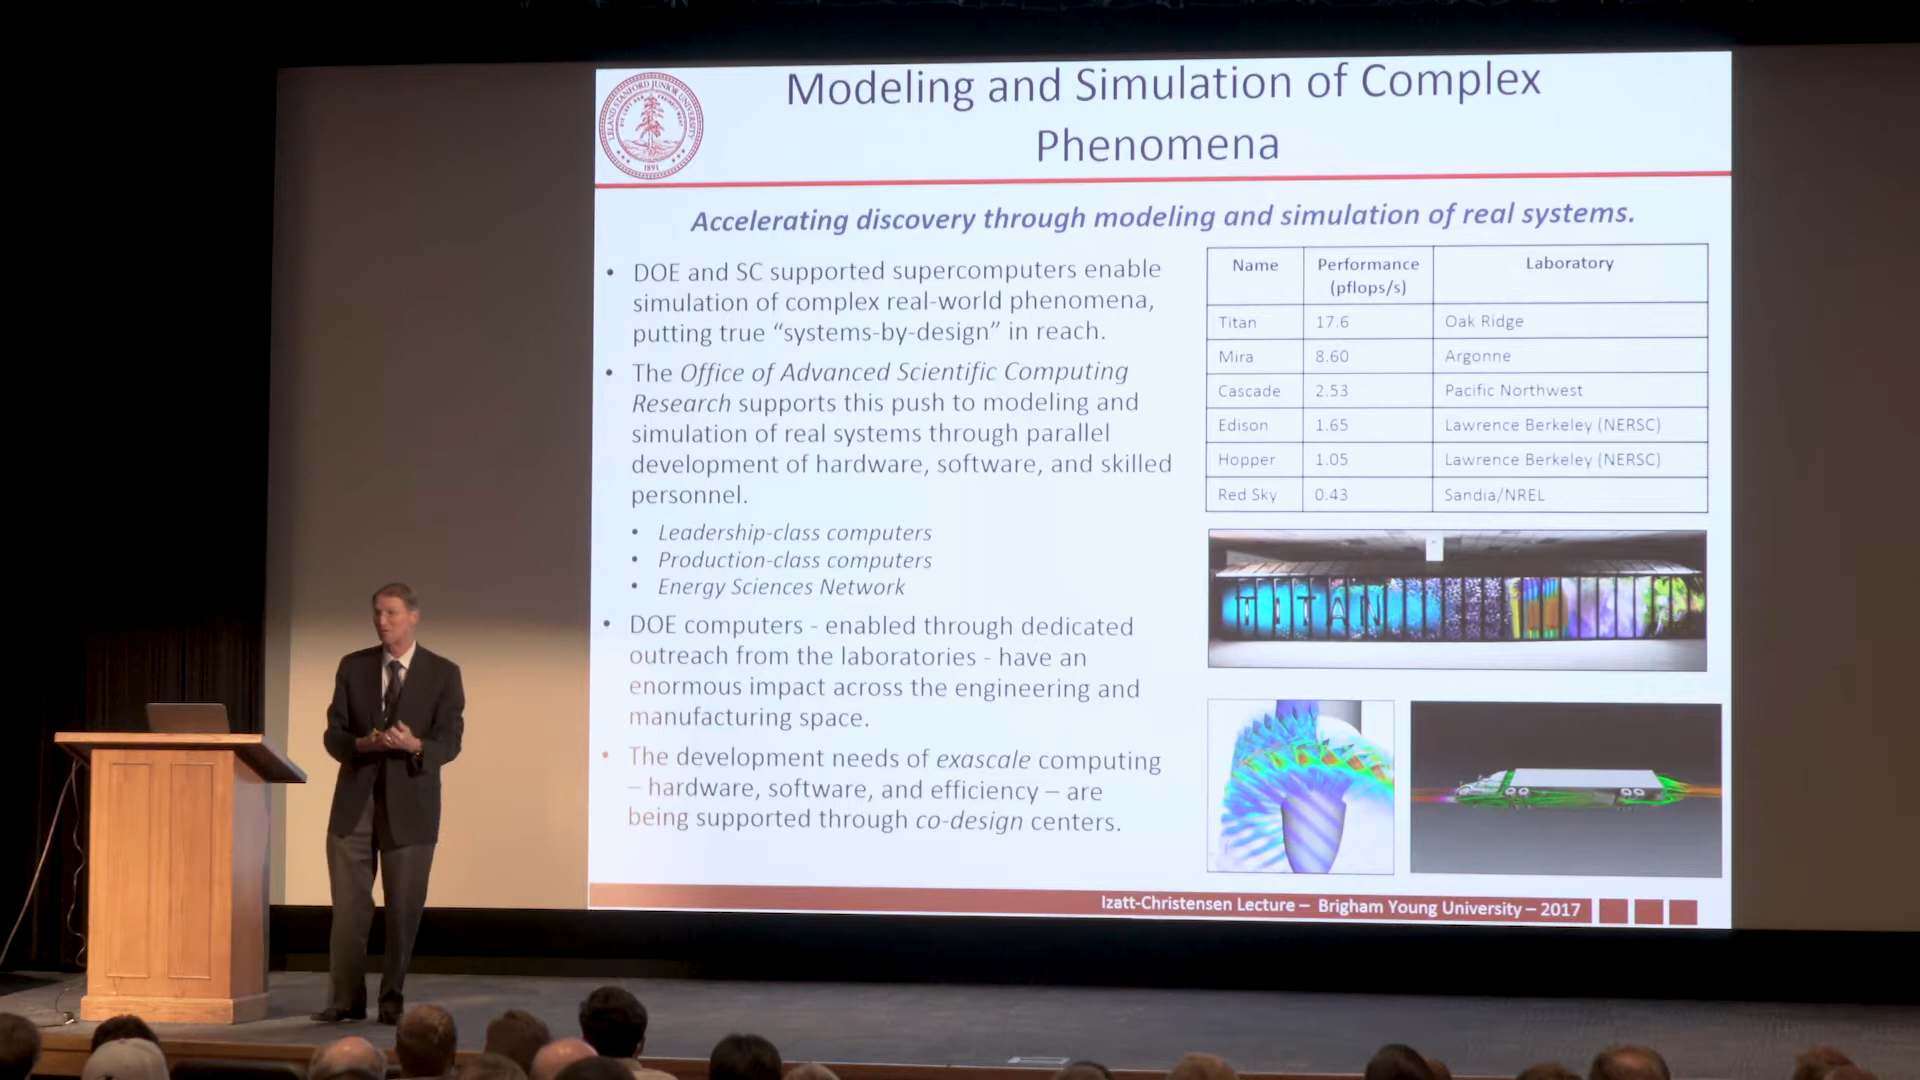 Modeling and Simulation of Complex
Phenomena
LELAND STANFORD JUNIOR UNIVERSITY
1891
Accelerating discovery through modeling and simulation of real systems.
• DOE and SC supported supercomputers enable
simulation of complex real-world phenomena,
putting true “systems-by-design” in reach.
• The Office of Advanced Scientific Computing
Research supports this push to modeling and
simulation of real systems through parallel
development of hardware, software, and skilled
personnel.
• Leadership-class computers
• Production-class computers
• Energy Sciences Network
• DOE computers - enabled through dedicated
outreach from the laboratories - have an
enormous impact across the engineering and
manufacturing space.
• The development needs of exascale computing
– hardware, software, and efficiency – are
being supported through co-design centers.
Name Performance (pflops/s) Laboratory
Titan 17.6 Oak Ridge
Mira 8.60 Argonne
Cascade 2.53 Pacific Northwest
Edison 1.65 Lawrence Berkeley (NERSC)
Hopper 1.05 Lawrence Berkeley (NERSC)
Red Sky 0.43 Sandia/NREL
TITAN
Izatt-Christensen Lecture – Brigham Young University – 2017